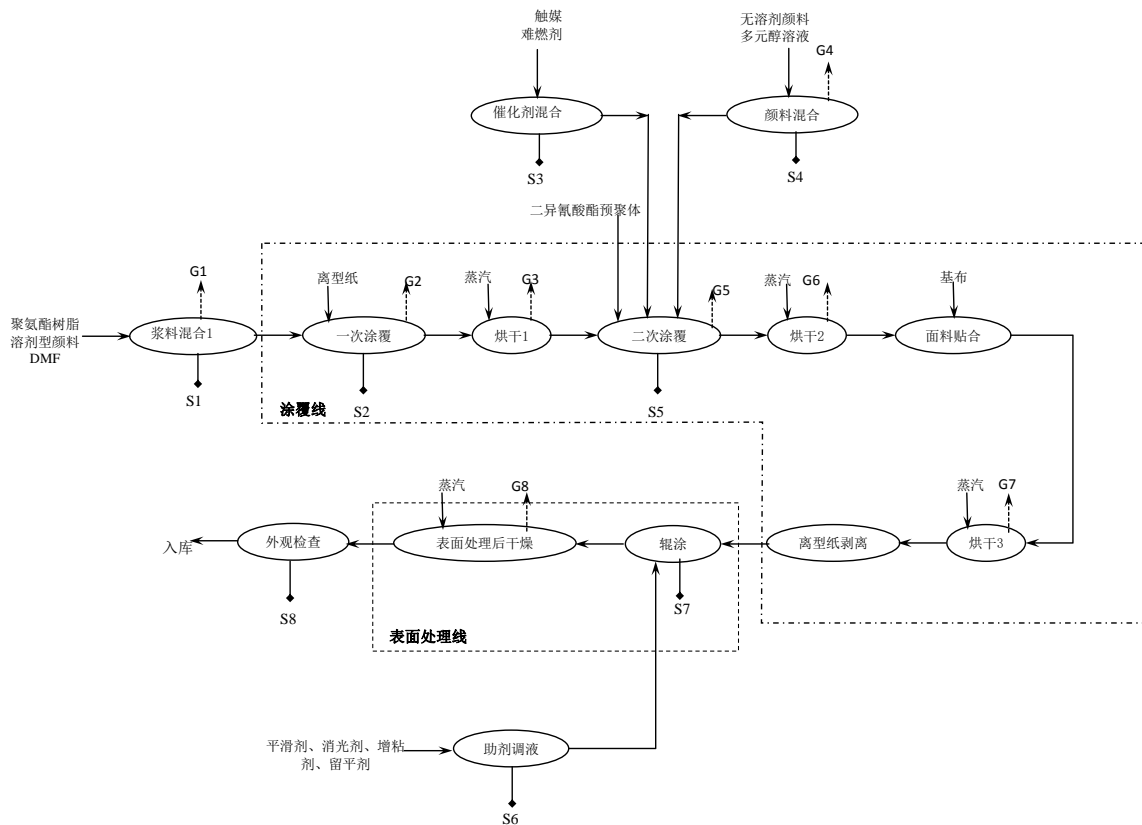 触媒
难燃剂
无溶剂颜料
多元醇溶液
G4
催化剂混合
颜料混合
S3
S4
二异氰酸酯预聚体
G1
离型纸
G2
蒸汽
G3
G5
蒸汽
G6
基布
聚氨酯树脂
溶剂型颜料
DMF
浆料混合1
一次涂覆
烘干1
二次涂覆
烘干2
面料贴合
S1
S2
S5
涂覆线
蒸汽
G8
蒸汽
G7
入库
外观检查
表面处理后干燥
辊涂
离型纸剥离
烘干3
S8
S7
表面处理线
平滑剂、消光剂、增粘
剂、留平剂
助剂调液
S6